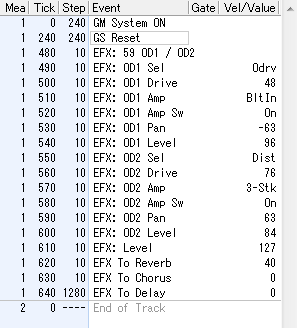 Mea Tick Step Event Gate Vel/Value
1 0 240 GM System ON
1 240 240 GS Reset
1 480 10 EFX: 59 OD1 / OD2
1 490 10 EFX: OD1 Sel Odrv
1 500 10 EFX: OD1 Drive 48
1 510 10 EFX: OD1 Amp BltIn
1 520 10 EFX: OD1 Amp Sw On
1 530 10 EFX: OD1 Pan -63
1 540 10 EFX: OD1 Level 96
1 550 10 EFX: OD2 Sel Dist
1 560 10 EFX: OD2 Drive 76
1 570 10 EFX: OD2 Amp 3-Stk
1 580 10 EFX: OD2 Amp Sw On
1 590 10 EFX: OD2 Pan 63
1 600 10 EFX: OD2 Level 84
1 610 10 EFX: Level 127
1 620 10 EFX To Reverb 40
1 630 10 EFX To Chorus 0
1 640 1280 EFX To Delay 0
2 0 ---- End of Track